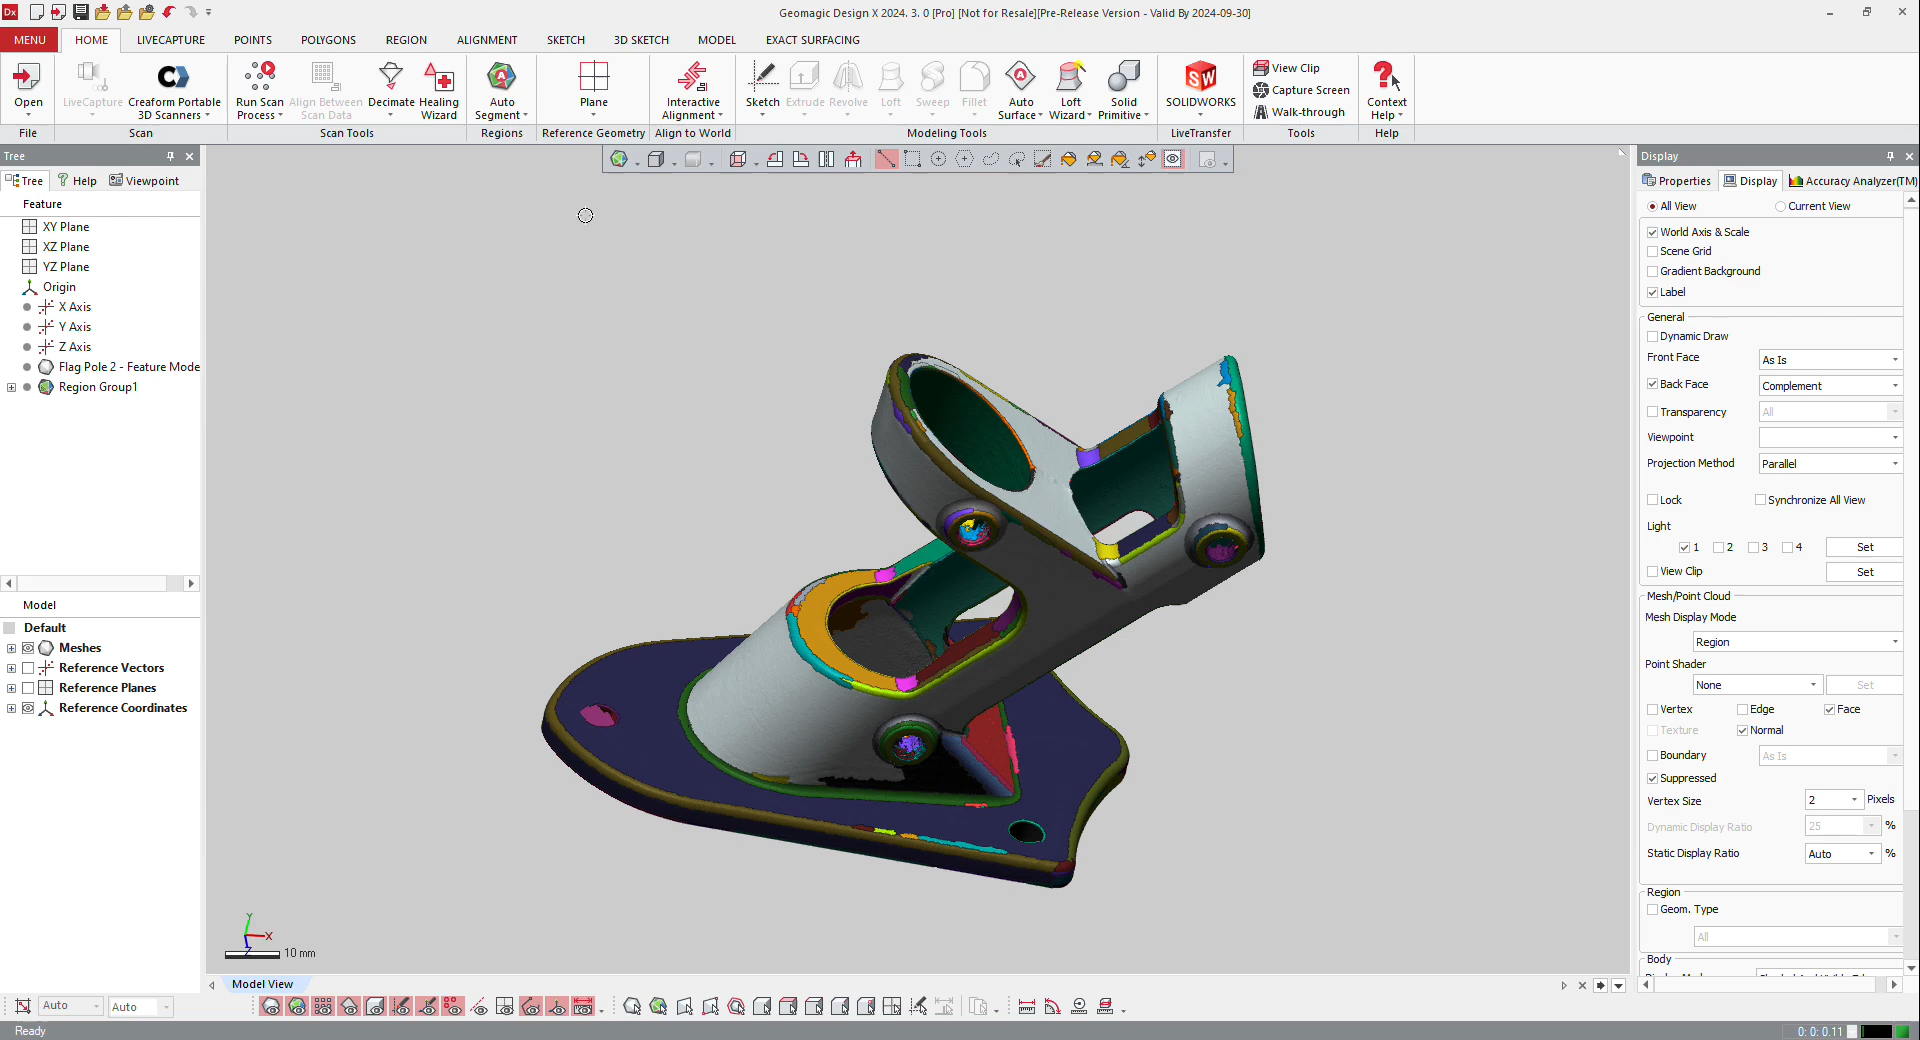 Dx
Geomagic Design X 2024. 3. 0 [Pro] [Not for Resale][Pre-Release Version - Valid By 2024-09-30]
MENU HOME LIVECAPTURE POINTS POLYGONS REGION ALIGNMENT SKETCH 3D SKETCH MODEL EXACT SURFACING
Open
LiveCapture
Creaform Portable
3D Scanners
Run Scan
Process
Align Between
Scan Data
Decimate
Healing
Wizard
Auto
Segment
Plane
Interactive
Alignment
Sketch
Extrude
Revolve
Loft
Sweep
Fillet
Auto
Surface
Loft
Wizard
Solid
Primitive
SW
SOLIDWORKS
View Clip
Capture Screen
Walk-through
Context
Help
File Scan Scan Tools Regions Reference Geometry Align to World Modeling Tools LiveTransfer Tools Help
Tree
Tree Help Viewpoint
Feature
XY Plane
XZ Plane
YZ Plane
Origin
X Axis
Y Axis
Z Axis
Flag Pole 2 - Feature Mode
Region Group1
Model
Default
Meshes
Reference Vectors
Reference Planes
Reference Coordinates
Y
X
Z
10 mm
Model View
Display
Properties Display Accuracy Analyzer(TM)
All View Current View
World Axis & Scale
Scene Grid
Gradient Background
Label
General
Dynamic Draw
Front Face As Is
Back Face Complement
Transparency All
Viewpoint
Projection Method Parallel
Lock Synchronize All View
Light
1 2 3 4 Set
View Clip Set
Mesh/Point Cloud
Mesh Display Mode
Region
Point Shader
None Set
Vertex Edge Face
Texture Normal
Boundary As Is
Suppressed
Vertex Size 2 Pixels
Dynamic Display Ratio 25 %
Static Display Ratio Auto %
Region
Geom. Type
All
Body
Auto Auto
Ready
0: 0: 0.11